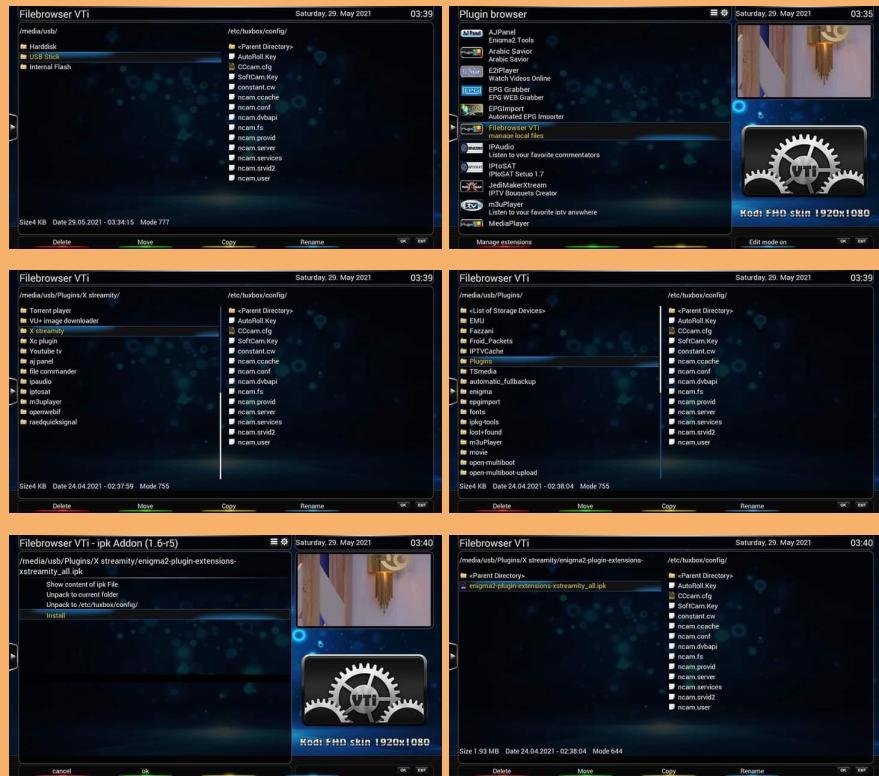 Filebrowser VTi
Saturday, 29. May 2021
03:39
/media/usb/
/etc/tuxbox/config/
Harddisk
USB Stick
Internal Flash
<Parent Directory>
AutoRoll.Key
CCcam.cfg
SoftCam.Key
constant.cw
ncam.ccache
ncam.conf
ncam.dvbapi
ncam.fs
ncam.provid
ncam.server
ncam.services
ncam.srvid2
ncam.user
Size4 KB Date 29.05.2021 - 03:34:15 Mode 777
Delete
Move
Copy
Rename
OK
EXIT
Plugin browser
Saturday, 29. May 2021
03:35
AJPanel
Enigma2 Tools
Arabic Savior
Arabic Savior
E2iPlayer
Watch Videos Online
EPG Grabber
EPG WEB Grabber
EPGImport
Automated EPG Importer
Filebrowser VTi
manage local files
IPAudio
Listen to your favorite commentators
IPtoSAT
IPtoSAT Setup 1.7
JediMakerXtream
IPTV Bouquets Creator
m3uPlayer
Listen to your favorite iptv anywhere
MediaPlayer
VTi
Kodi FHD skin 1920x1080
Manage extensions
Edit mode on
OK
EXIT
Filebrowser VTi
Saturday, 29. May 2021
03:39
/media/usb/Plugins/X streamity/
/etc/tuxbox/config/
Torrent player
VU+ image downloader
X streamity
Xc plugin
Youtube tv
aj panel
file commander
ipaudio
iptosat
m3uplayer
openwebif
raedquicksignal
<Parent Directory>
AutoRoll.Key
CCcam.cfg
SoftCam.Key
constant.cw
ncam.ccache
ncam.conf
ncam.dvbapi
ncam.fs
ncam.provid
ncam.server
ncam.services
ncam.srvid2
ncam.user
Size4 KB Date 24.04.2021 - 02:37:59 Mode 755
Delete
Move
Copy
Rename
OK
EXIT
Filebrowser VTi
Saturday, 29. May 2021
03:39
/media/usb/Plugins/
/etc/tuxbox/config/
<List of Storage Devices>
EMU
Fazzani
Froid_Packets
IPTVCache
Plugins
TSmedia
automatic_fullbackup
enigma
epgimport
fonts
ipkg-tools
lost+found
m3uPlayer
movie
open-multiboot
open-multiboot-upload
<Parent Directory>
AutoRoll.Key
CCcam.cfg
SoftCam.Key
constant.cw
ncam.ccache
ncam.conf
ncam.dvbapi
ncam.fs
ncam.provid
ncam.server
ncam.services
ncam.srvid2
ncam.user
Size4 KB Date 24.04.2021 - 02:38:04 Mode 755
Delete
Move
Copy
Rename
OK
EXIT
Filebrowser VTi - ipk Addon (1.6-r5)
Saturday, 29. May 2021
03:40
/media/usb/Plugins/X streamity/enigma2-plugin-extensions-
xstreamity_all.ipk
Show content of ipk File
Unpack to current folder
Unpack to /etc/tuxbox/config/
Install
VTi
Kodi FHD skin 1920x1080
cancel
ok
OK
EXIT
Filebrowser VTi
Saturday, 29. May 2021
03:40
/media/usb/Plugins/X streamity/enigma2-plugin-extensions-
/etc/tuxbox/config/
<Parent Directory>
enigma2-plugin-extensions-xstreamity_all.ipk
<Parent Directory>
AutoRoll.Key
CCcam.cfg
SoftCam.Key
constant.cw
ncam.ccache
ncam.conf
ncam.dvbapi
ncam.fs
ncam.provid
ncam.server
ncam.services
ncam.srvid2
ncam.user
Size 1.93 MB Date 24.04.2021 - 02:38:04 Mode 644
Delete
Move
Copy
Rename
OK
EXIT